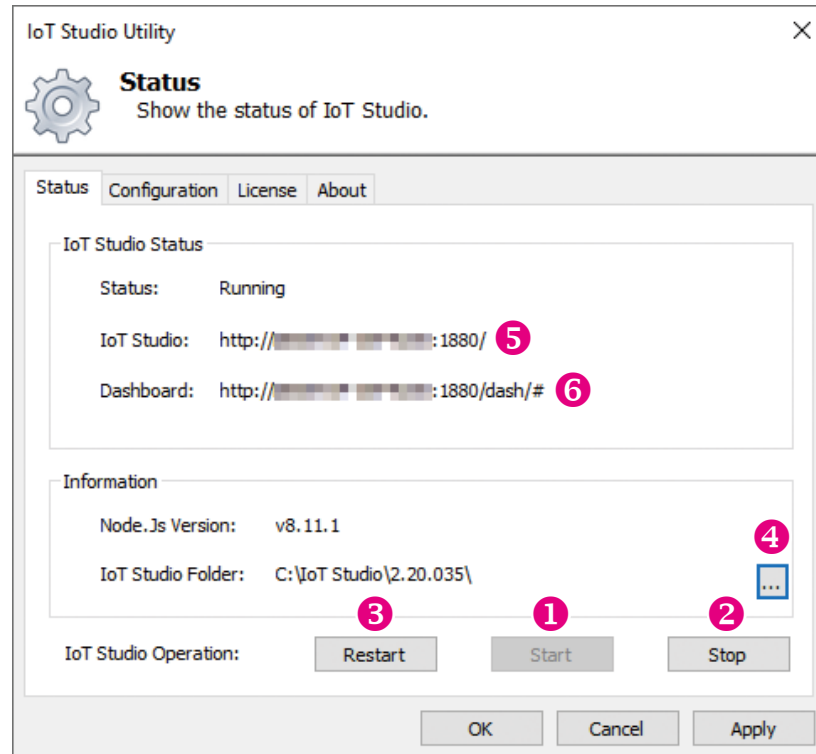 IoT Studio Utility
Status
Show the status of IoT Studio.
Status Configuration License About
IoT Studio Status
Status: Running
IoT Studio: http:// :1880/ 5
Dashboard: http:// :1880/dash/# 6
Information
Node.Js Version: v8.11.1
4
IoT Studio Folder: C:\IoT Studio\2.20.035\ ...
3 1 2
IoT Studio Operation: Restart Start Stop
OK Cancel Apply